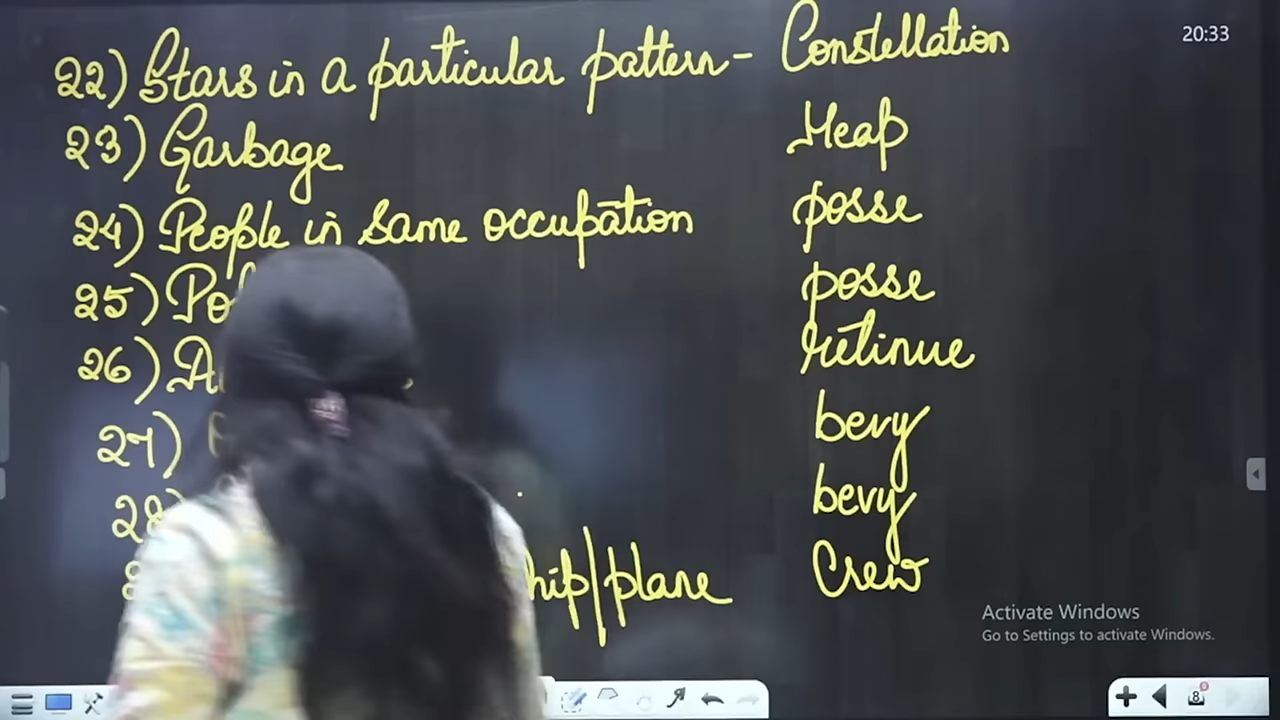 20:33
22) Stars in a particular pattern - Constellation
23) Garbage Heap
24) People in same occupation posse
25) posse
26) retinue
27) bevy
28) bevy
/plane Crew
Activate Windows
Go to Settings to activate Windows.
8